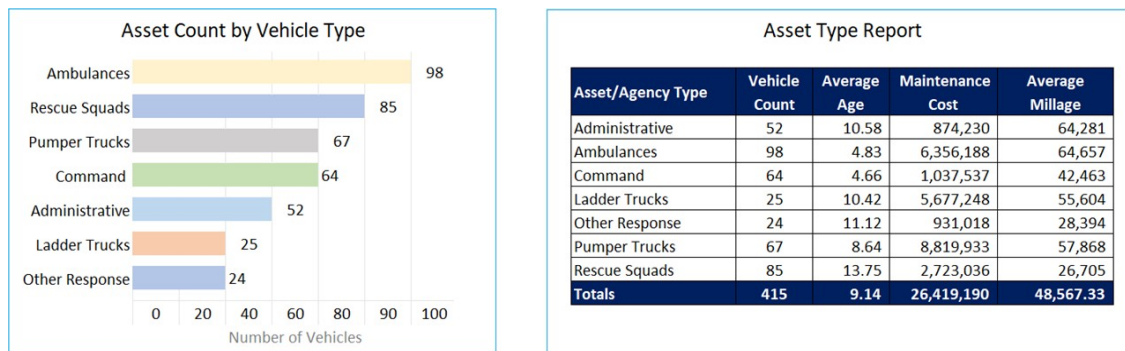 Asset Count by Vehicle Type
Ambulances 98
Rescue Squads 85
Pumper Trucks 67
Command 64
Administrative 52
Ladder Trucks 25
Other Response 24
0 20 40 60 80 90 100
Number of Vehicles
Asset Type Report
Asset/Agency Type Vehicle Count Average Age Maintenance Cost Average Millage
Administrative 52 10.58 874,230 64,281
Ambulances 98 4.83 6,356,188 64,657
Command 64 4.66 1,037,537 42,463
Ladder Trucks 25 10.42 5,677,248 55,604
Other Response 24 11.12 931,018 28,394
Pumper Trucks 67 8.64 8,819,933 57,868
Rescue Squads 85 13.75 2,723,036 26,705
Totals 415 9.14 26,419,190 48,567.33